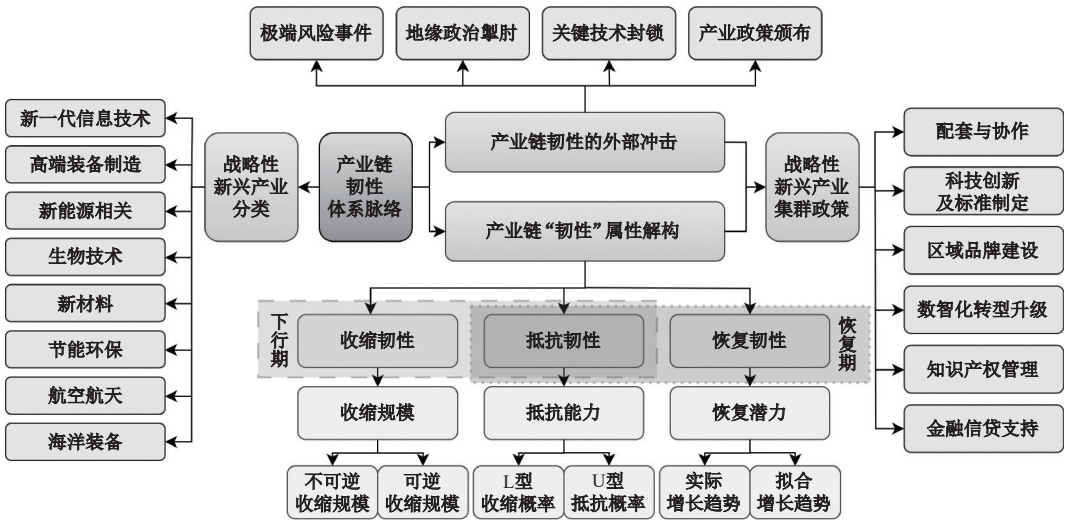 极端风险事件
地缘政治掣肘
关键技术封锁
产业政策颁布
新一代信息技术
高端装备制造
新能源相关
生物技术
新材料
节能环保
航空航天
海洋装备
战略性
新兴产业
分类
产业链
韧性
体系脉络
产业链韧性的外部冲击
产业链“韧性”属性解构
战略性
新兴产业
集群政策
配套与协作
科技创新
及标准制定
区域品牌建设
数智化转型升级
知识产权管理
金融信贷支持
下行期
收缩韧性
抵抗韧性
恢复韧性
恢复期
收缩规模
抵抗能力
恢复潜力
不可逆
收缩规模
可逆
收缩规模
L型
收缩概率
U型
抵抗概率
实际
增长趋势
拟合
增长趋势